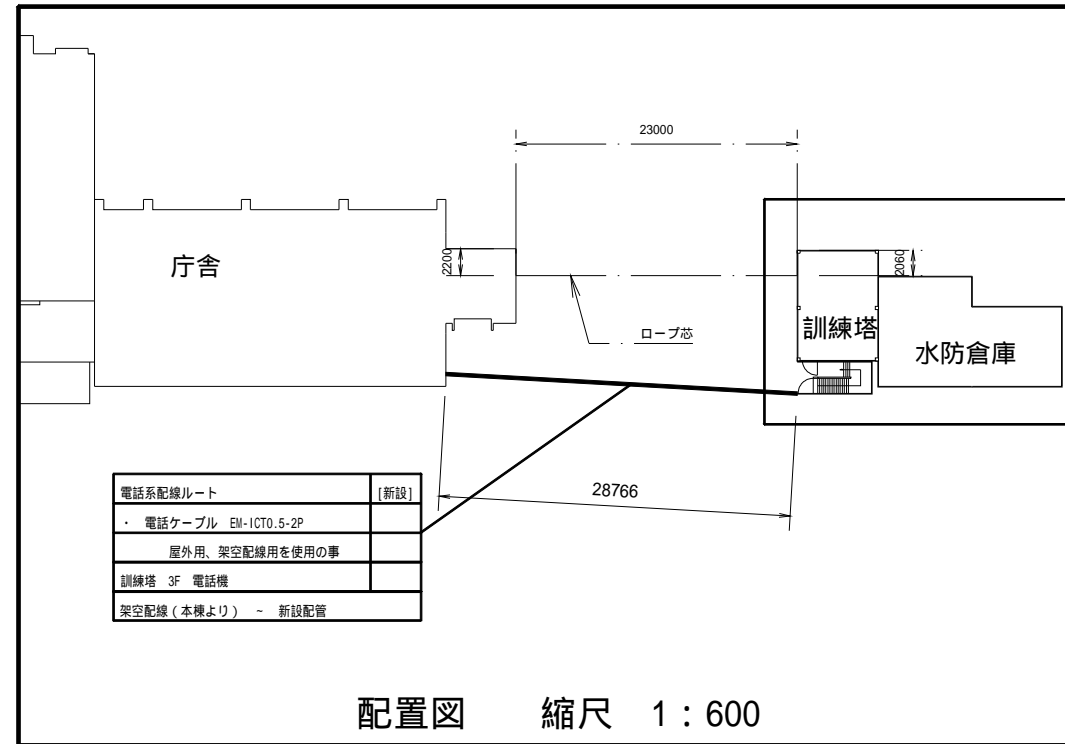 23000
庁舎
2200
2060
ロープ芯
訓練塔
水防倉庫
28766
電話系配線ルート [新設]
・ 電話ケーブル EM-ICT0.5-2P
屋外用、架空配線用を使用の事
訓練塔 3F 電話機
架空配線(本棟より) ~ 新設配管
配置図 縮尺 1:600